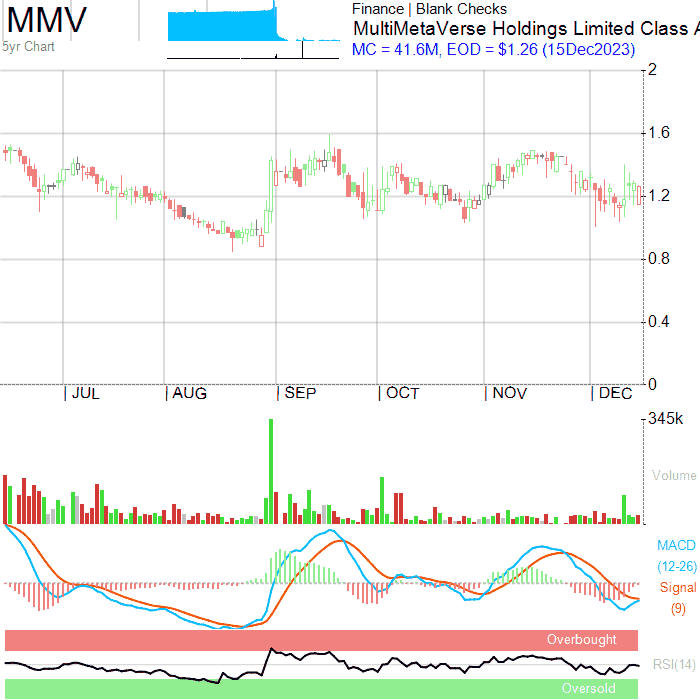 MMV
5yr Chart
Finance | Blank Checks
MultiMetaVerse Holdings Limited Class A
MC = 41.6M, EOD = $1.26 (15Dec2023)
2
1.6
1.2
0.8
0.4
0
JUL AUG SEP OCT NOV DEC
345k
Volume
MACD
(12-26)
Signal
(9)
Overbought
RSI(14)
Oversold